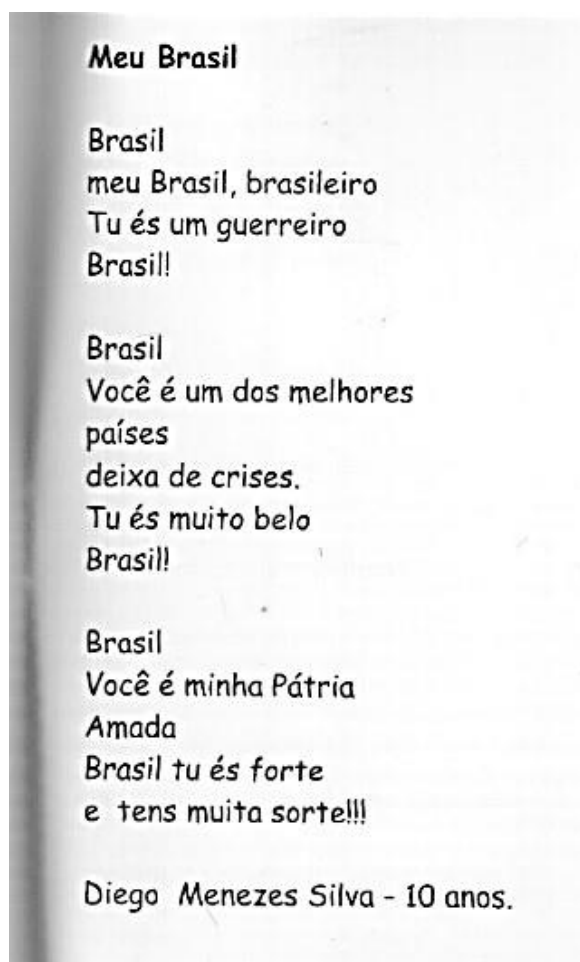 Meu Brasil
Brasil
meu Brasil, brasileiro
Tu és um guerreiro
Brasil!
Brasil
Você é um dos melhores
países
deixa de crises.
Tu és muito belo
Brasil!
Brasil
Você é minha Pátria
Amada
Brasil tu és forte
e tens muita sorte!!!
Diego Menezes Silva - 10 anos.